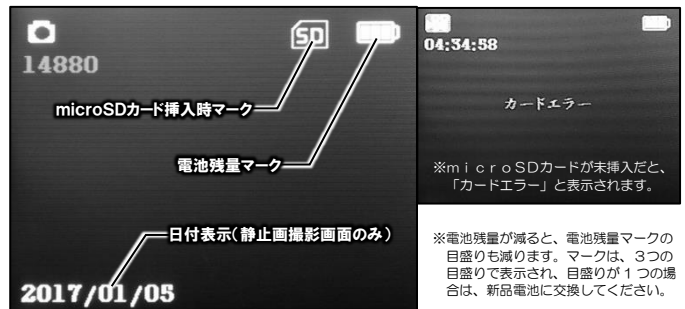 SD
14880
microSDカード挿入時マーク
電池残量マーク
日付表示(静止画撮影画面のみ)
2017/01/05
04:34:58
カードエラー
※microSDカードが未挿入だと、
「カードエラー」と表示されます。
※電池残量が減ると、電池残量マークの
目盛りも減ります。マークは、3つの
目盛りで表示され、目盛りが1つの場
合は、新品電池に交換してください。